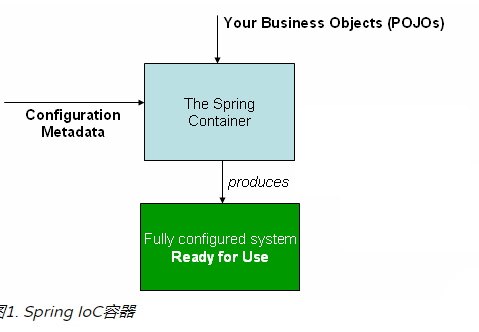 Your Business Objects (POJOs)
The Spring
Container
Configuration
Metadata
produces
Fully configured system
Ready for Use
图1. Spring IoC容器